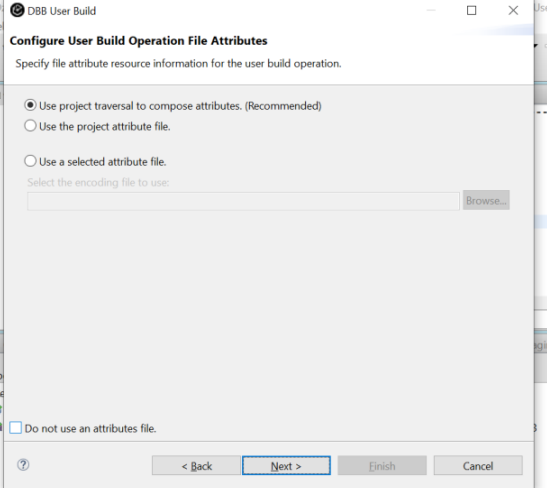 DBB User Build
Configure User Build Operation File Attributes
Specify file attribute resource information for the user build operation.
Use project traversal to compose attributes. (Recommended)
Use the project attribute file.
Use a selected attribute file.
Select the encoding file to use:
Browse...
Do not use an attributes file.
< Back
Next >
Finish
Cancel